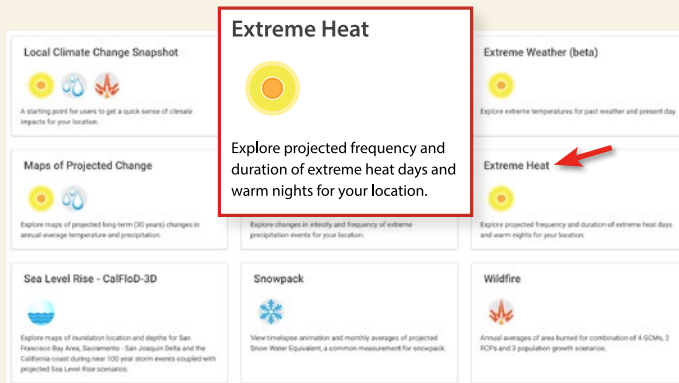 Local Climate Change Snapshot
A starting point for users to get a quick sense of climate
impacts for your location.
Extreme Heat
Explore projected frequency and
duration of extreme heat days and
warm nights for your location.
Extreme Weather (beta)
Explore extreme temperatures for past weather and present day.
Maps of Projected Change
Explore maps of projected long-term (30 years) changes in
annual average temperature and precipitation.
Explore changes in intesity and frequency of extreme
precipitation events for your location.
Extreme Heat
Explore projected frequency and duration of extreme heat days
and warm nights for your location.
Sea Level Rise - CalFloD-3D
Explore maps of inundation location and depths for San
Francisco Bay Area, Sacramento - San Joaquin Delta and the
California coast during near 100 year storm events coupled with
projected Sea Level Rise scenarios.
Snowpack
View timelapse animation and monthly averages of projected
Snow Water Equivalent, a common measurement for snowpack.
Wildfire
Annual averages of area burned for combination of 4 GCMs, 2
RCPs and 3 population growth scenarios.